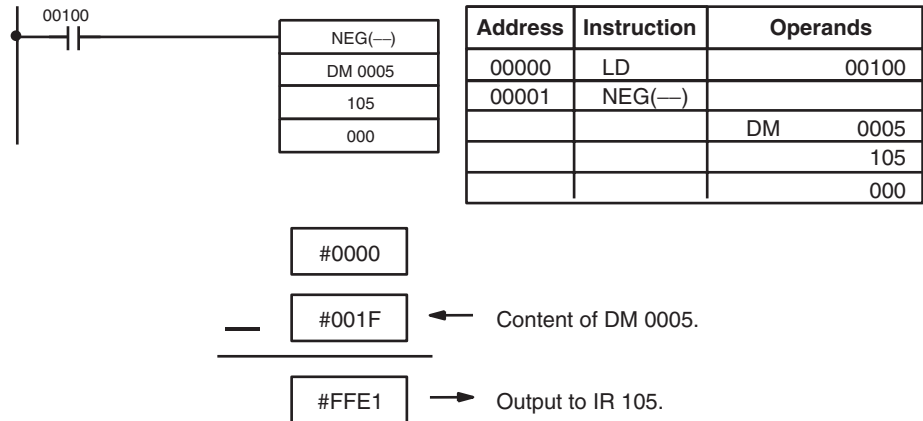 00100
NEG(––)
DM 0005
105
000
Address Instruction Operands
00000 LD 00100
00001 NEG(––)
DM 0005
105
000
#0000
– #001F Content of DM 0005.
#FFE1 Output to IR 105.